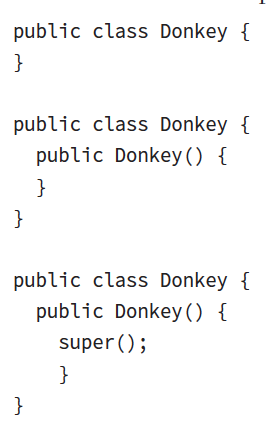 public class Donkey {
}
public class Donkey {
  public Donkey() {
  }
}
public class Donkey {
  public Donkey() {
    super();
    }
}